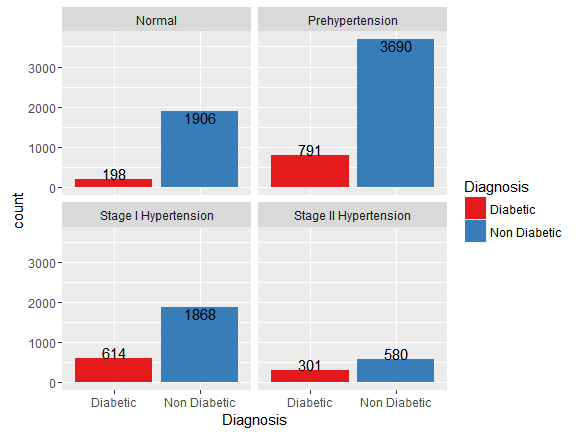 Normal
Prehypertension
3000
2000
1000
0
198
1906
791
3690
Stage I Hypertension
Stage II Hypertension
3000
2000
1000
0
614
1868
301
580
Diabetic
Non Diabetic
Diabetic
Non Diabetic
Diagnosis
count
Diagnosis
Diabetic
Non Diabetic